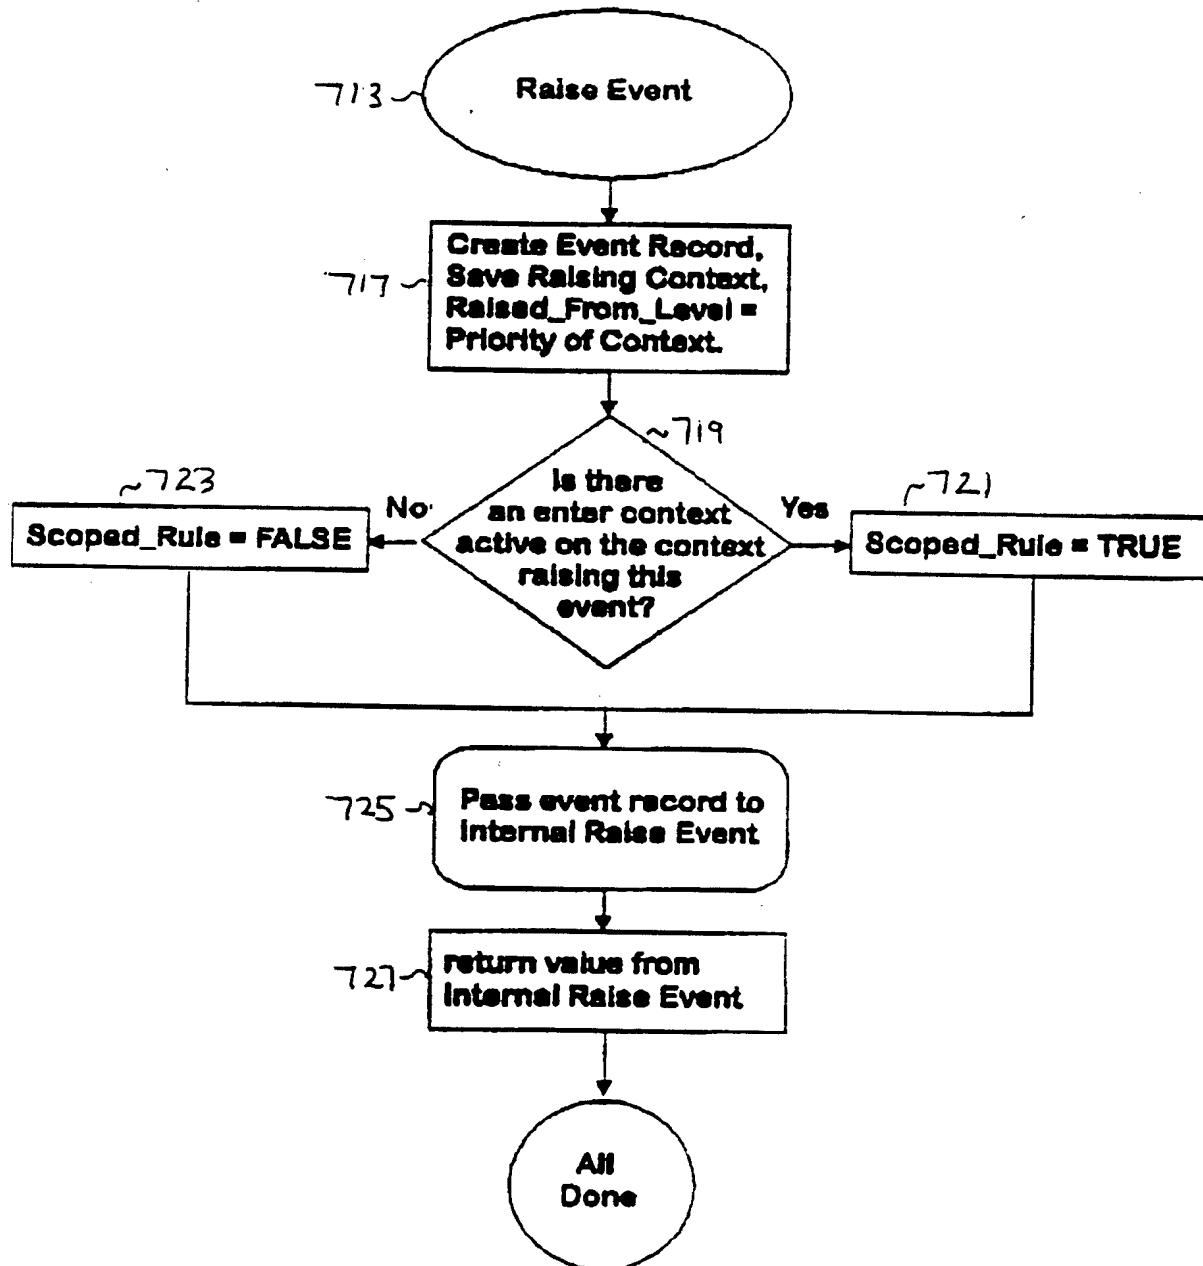 Raise Event
713
Create Event Record,
Save Raising Context,
Raised_From_Level =
Priority of Context.
717
719
Is there
an enter context
active on the context
raising this
event?
No
Yes
723
Scoped_Rule = FALSE
721
Scoped_Rule = TRUE
Pass event record to
Internal Raise Event
725
return value from
Internal Raise Event
727
All
Done